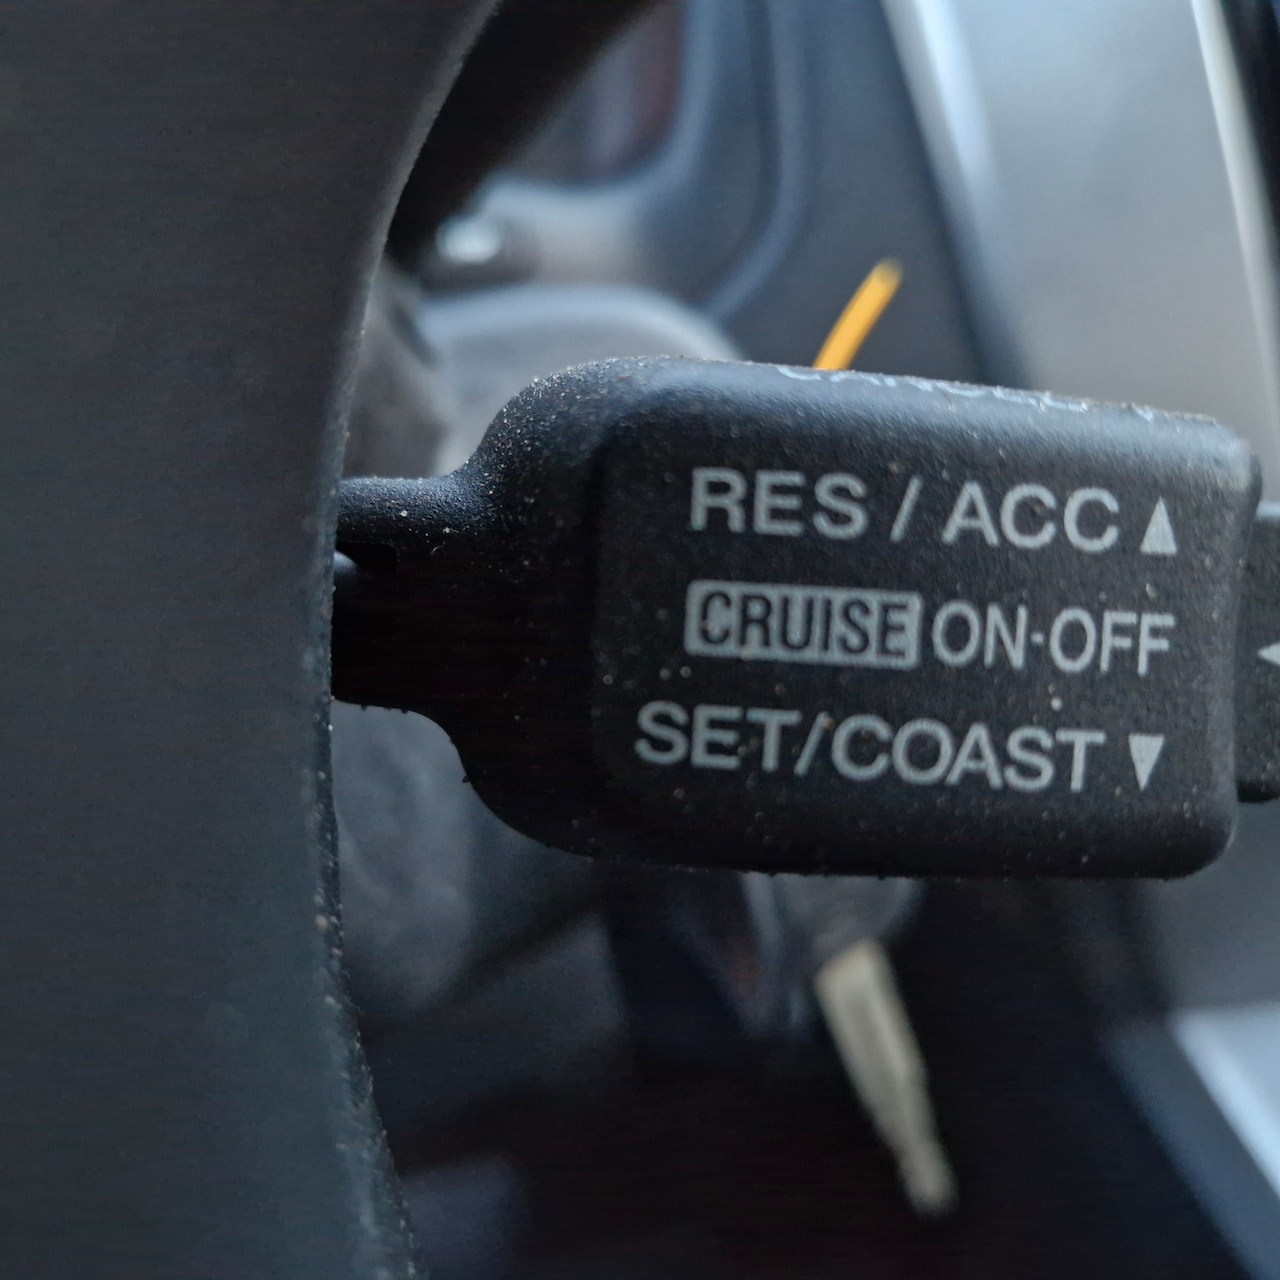 RES / ACC ▲
CRUISE ON-OFF
SET/COAST ▼